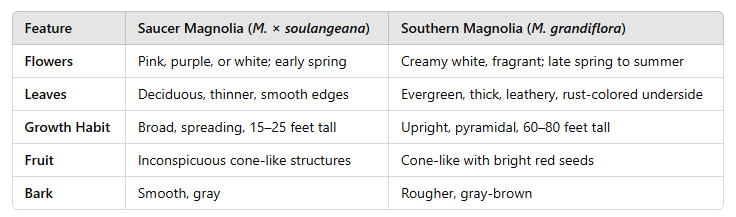 Feature Saucer Magnolia (M. × soulangeana) Southern Magnolia (M. grandiflora)
Flowers Pink, purple, or white; early spring Creamy white, fragrant; late spring to summer
Leaves Deciduous, thinner, smooth edges Evergreen, thick, leathery, rust-colored underside
Growth Habit Broad, spreading, 15–25 feet tall Upright, pyramidal, 60–80 feet tall
Fruit Inconspicuous cone-like structures Cone-like with bright red seeds
Bark Smooth, gray Rougher, gray-brown